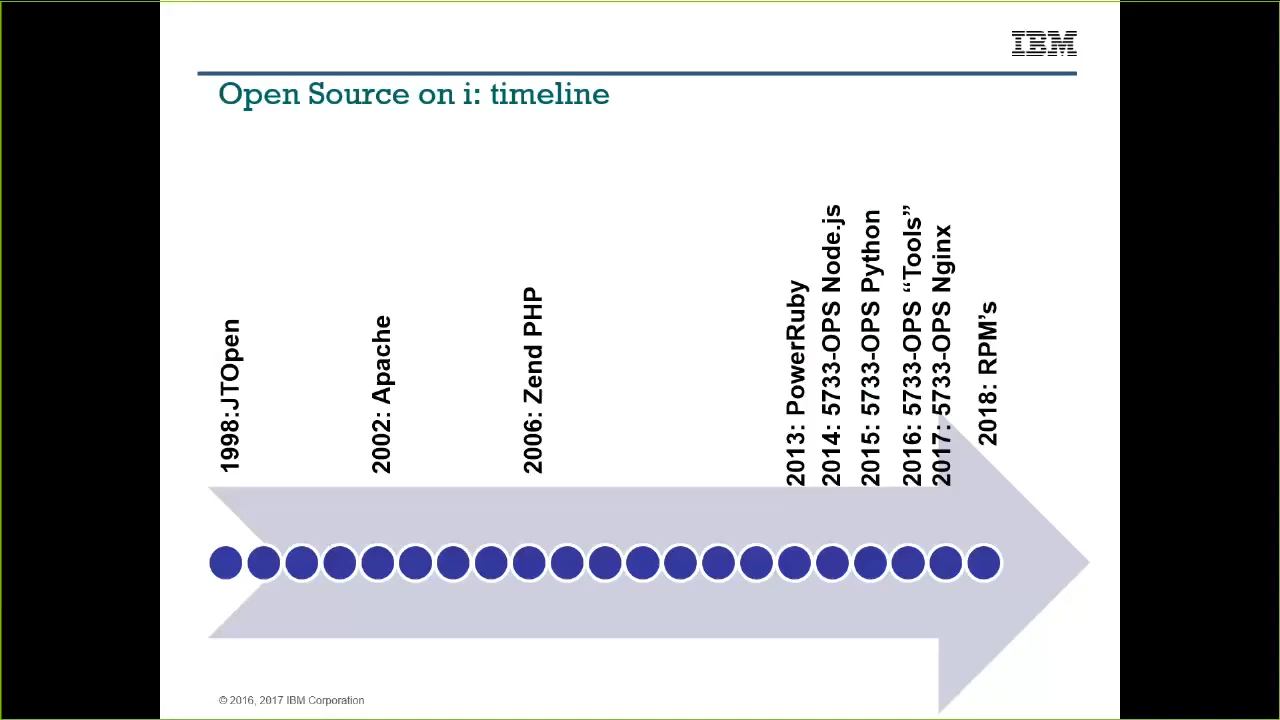 IBM
Open Source on i: timeline
1998:JTOpen
2002: Apache
2006: Zend PHP
2013: PowerRuby
2014: 5733-OPS Node.js
2015: 5733-OPS Python
2016: 5733-OPS “Tools”
2017: 5733-OPS Nginx
2018: RPM’s
© 2016, 2017 IBM Corporation